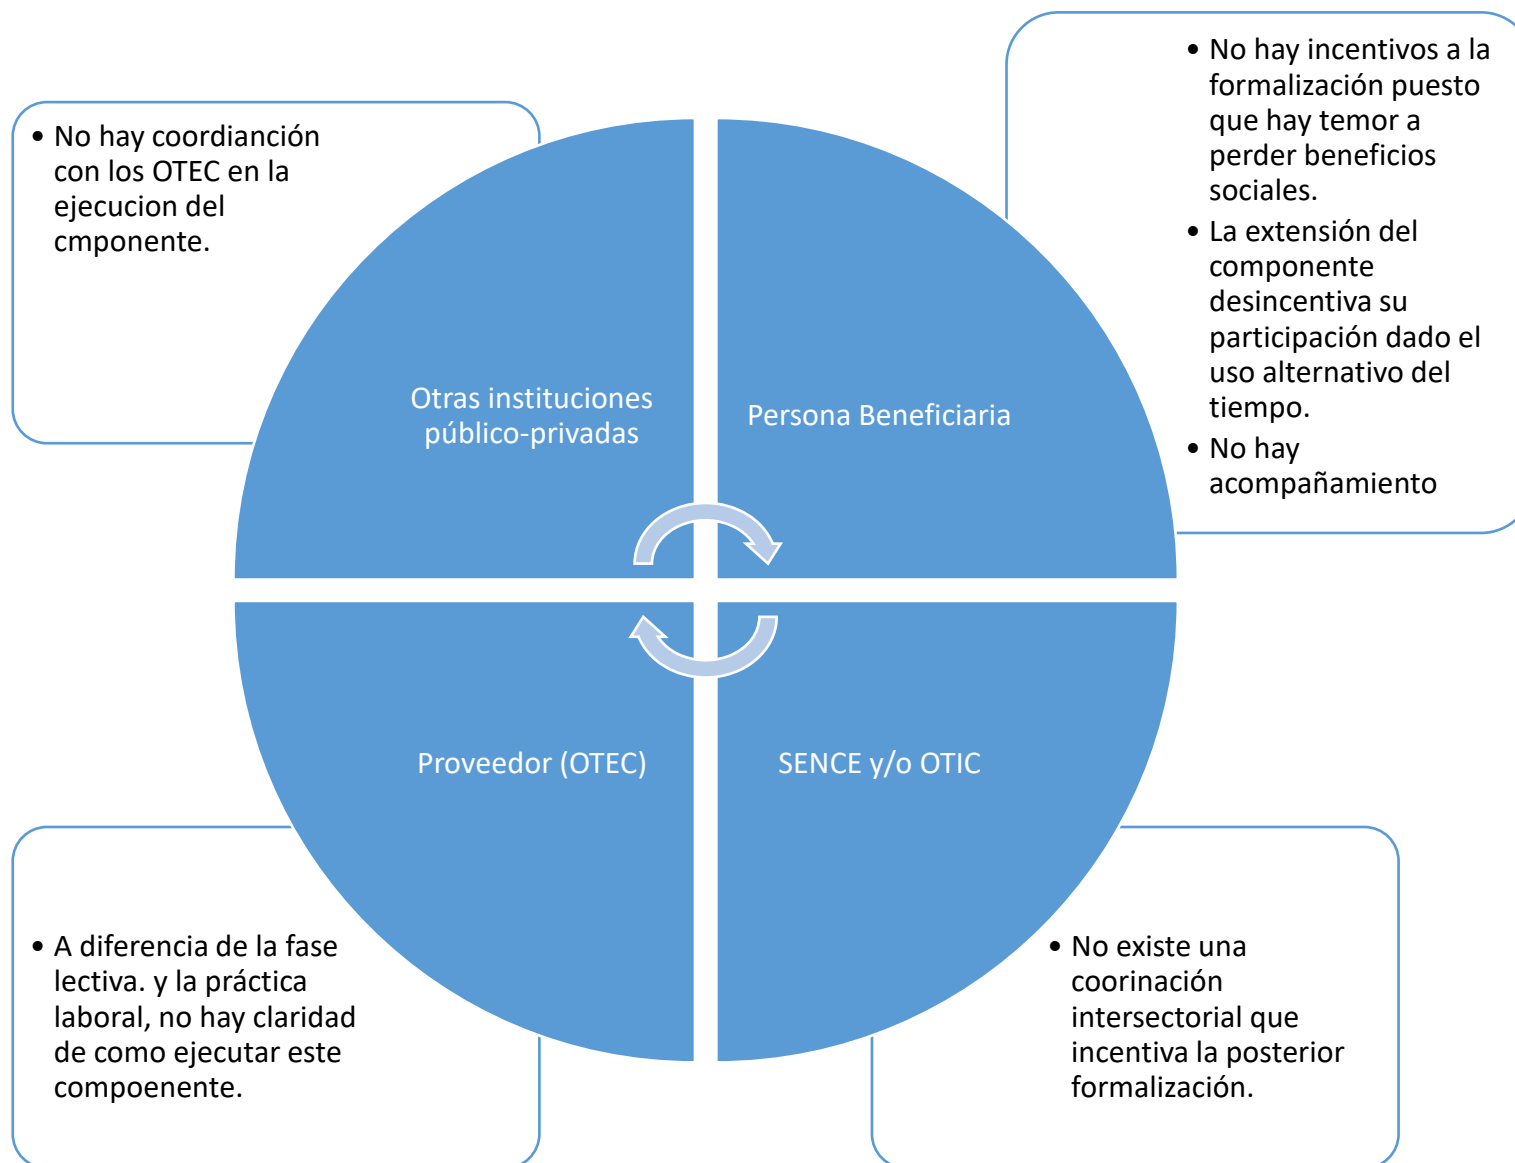 • No hay coordianción
con los OTEC en la
ejecucion del
cmponente.
• No hay incentivos a la
formalización puesto
que hay temor a
perder beneficios
sociales.
• La extensión del
componente
desincentiva su
participación dado el
uso alternativo del
tiempo.
• No hay
acompañamiento
Otras instituciones
público-privadas
Persona Beneficiaria
Proveedor (OTEC)
SENCE y/o OTIC
• A diferencia de la fase
lectiva. y la práctica
laboral, no hay claridad
de como ejecutar este
compoenente.
• No existe una
coorinación
intersectorial que
incentiva la posterior
formalización.